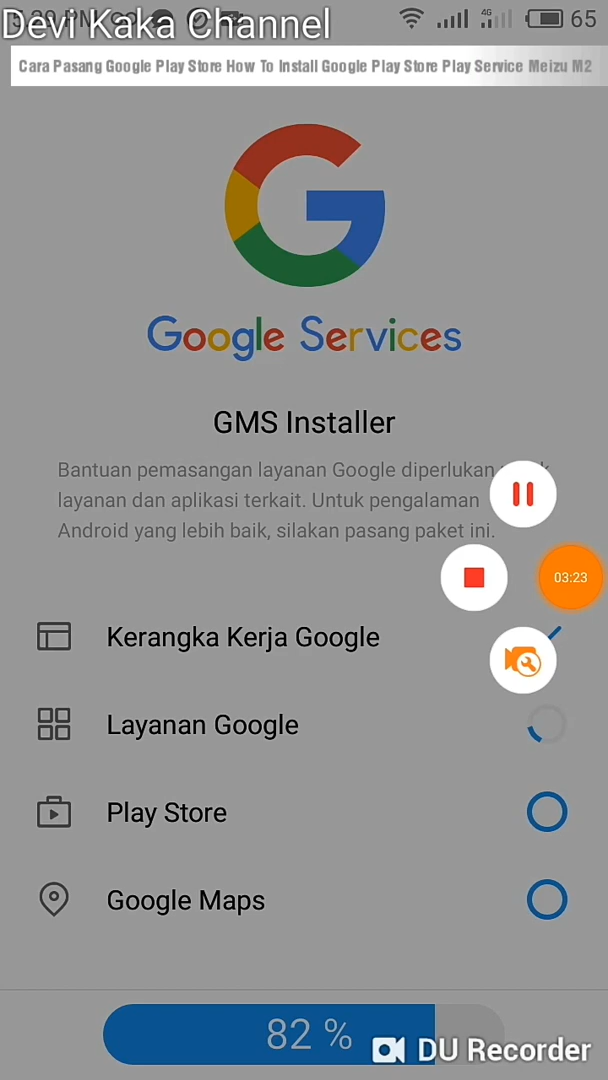 Devi Kaka Channel
65
4G
Cara Pasang Google Play Store How To Install Google Play Store Play Service Meizu M2
Google Services
GMS Installer
Bantuan pemasangan layanan Google diperlukan
layanan dan aplikasi terkait. Untuk pengalaman
Android yang lebih baik, silakan pasang paket ini.
03:23
Kerangka Kerja Google
Layanan Google
Play Store
Google Maps
82 %
DU Recorder